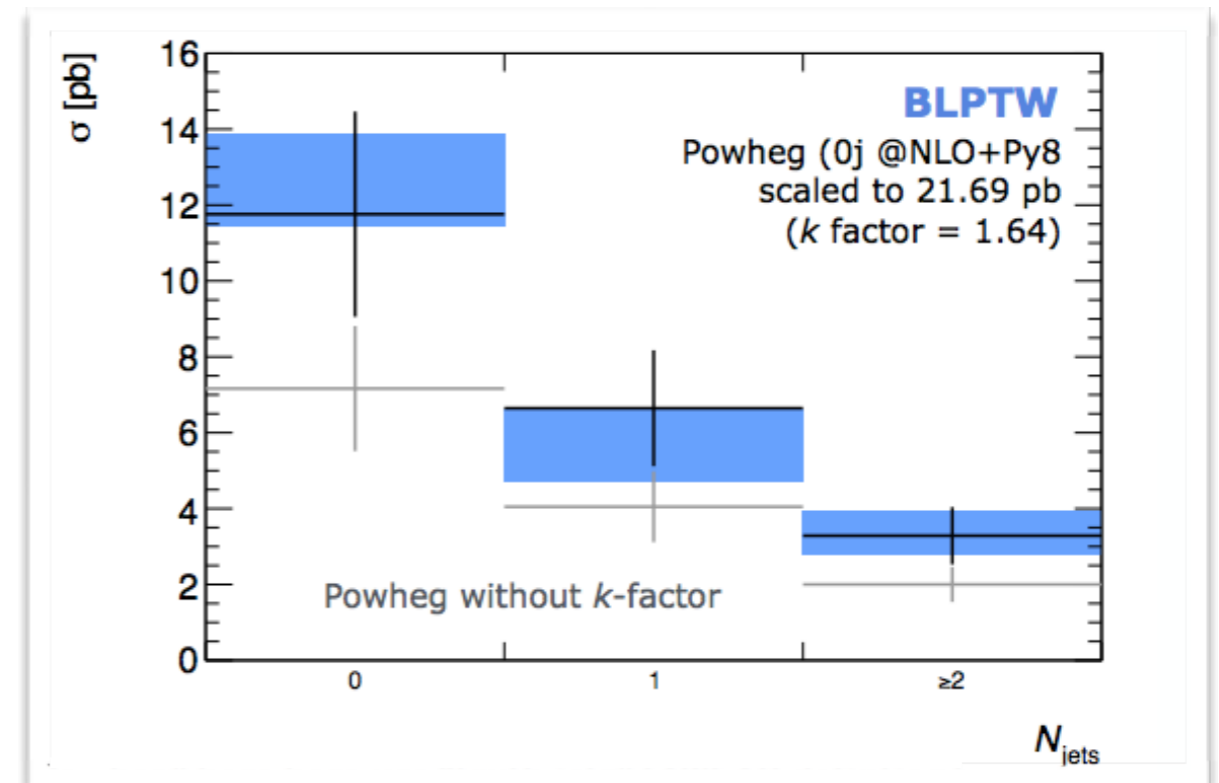 σ [pb]
16
14
12
10
8
6
4
2
0
BLPTW
Powheg (0j @NLO+Py8
scaled to 21.69 pb
(k factor = 1.64)
Powheg without k-factor
0 1 ≥2
N_jets